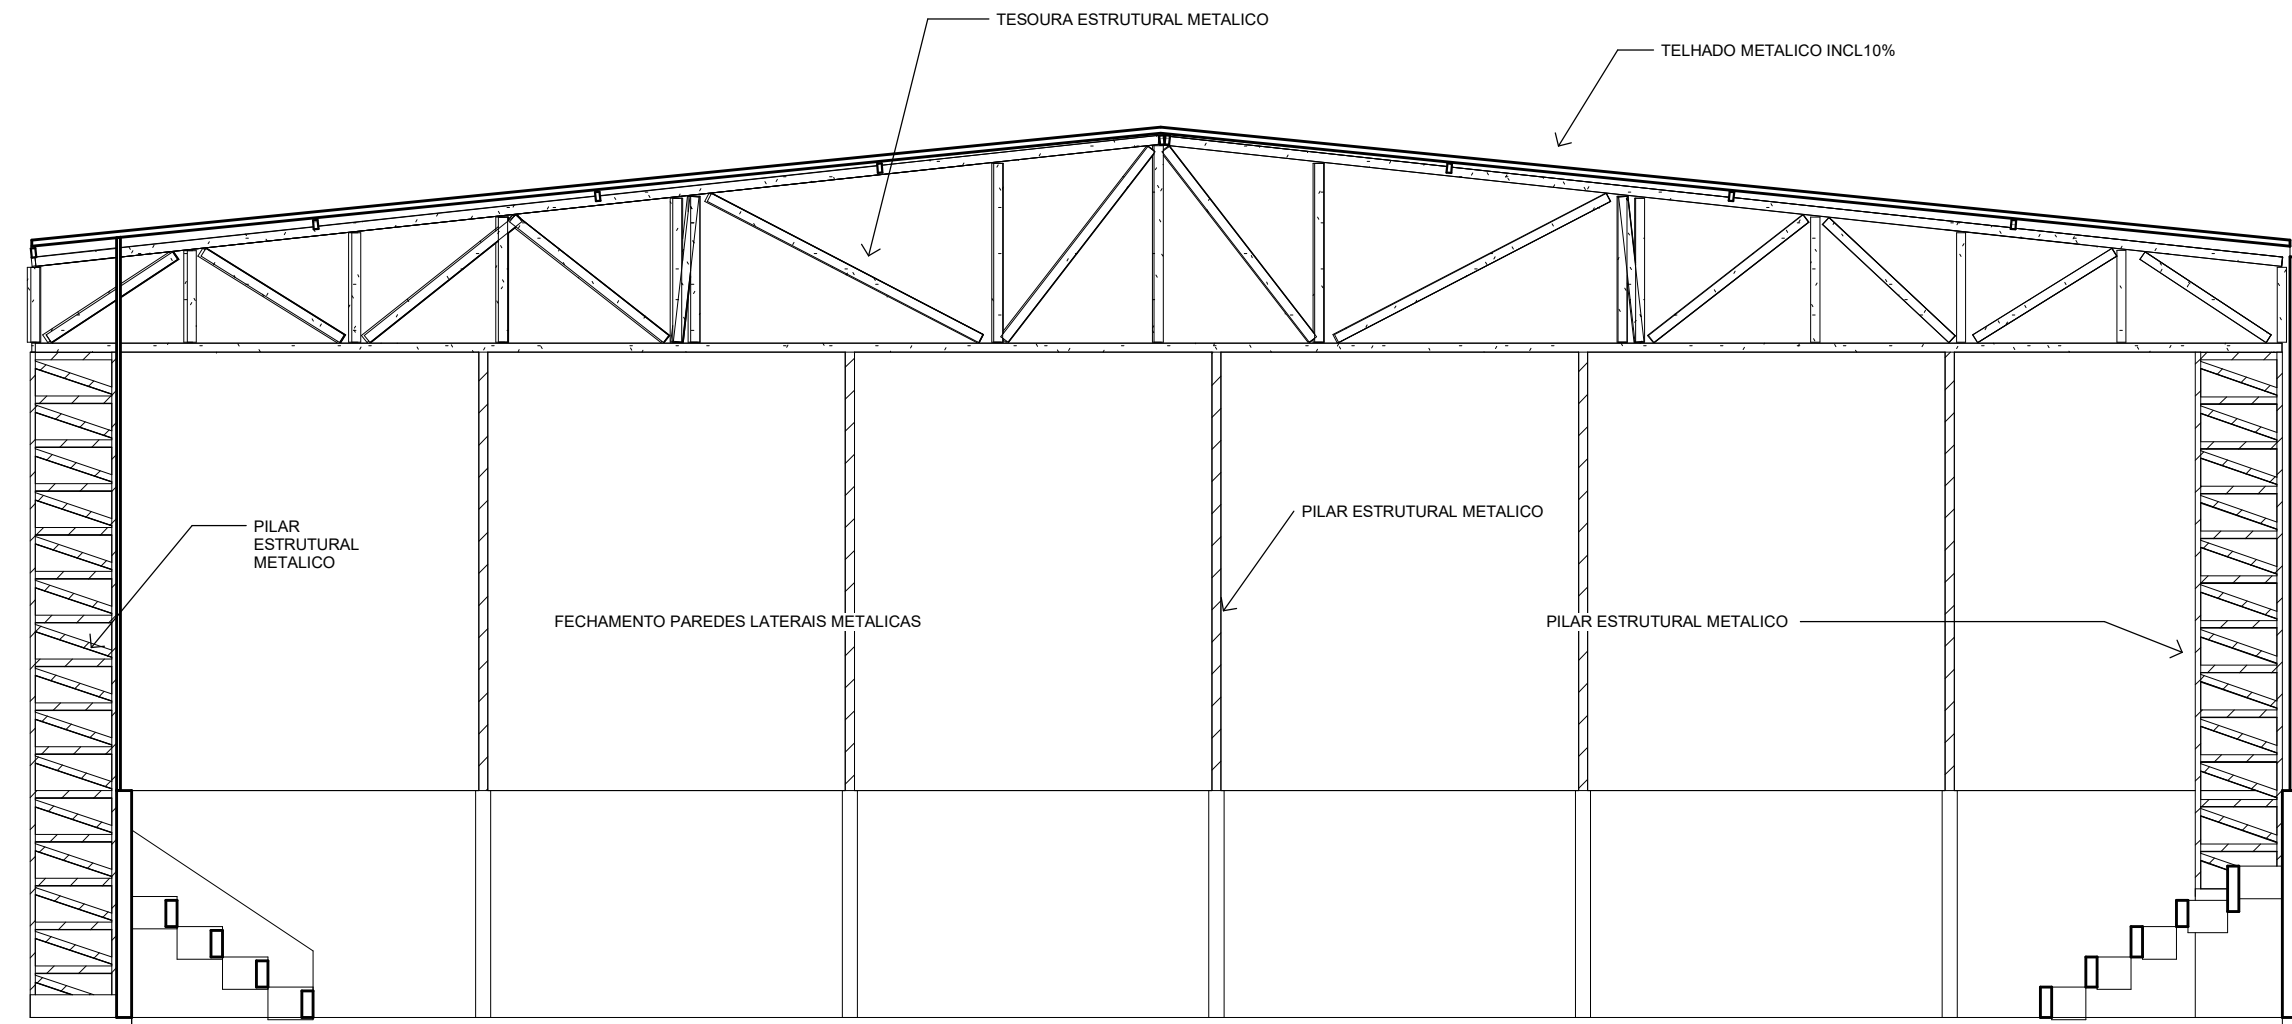 TESOURA ESTRUTURAL METALICO
TELHADO METALICO INCL10%
PILAR
ESTRUTURAL
METALICO
PILAR ESTRUTURAL METALICO
FECHAMENTO PAREDES LATERAIS METALICAS
PILAR ESTRUTURAL METALICO